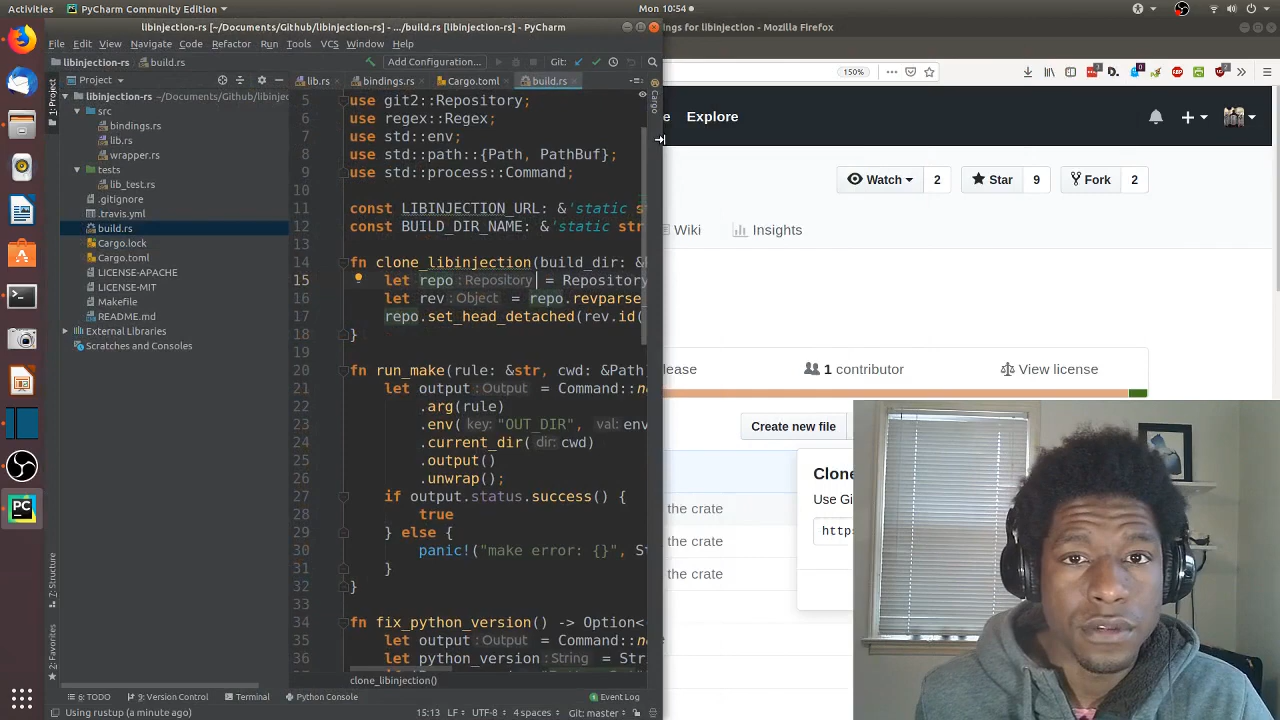 Activities
PyCharm Community Edition
Mon 10:54
libinjection-rs [~/Documents/Github/libinjection-rs] - .../build.rs [libinjection-rs] - PyCharm
ngs for libinjection - Mozilla Firefox
File Edit View Navigate Code Refactor Run Tools VCS Window Help
libinjection-rs build.rs
Add Configuration...
Git:
150%
Project
lib.rs
bindings.rs
Cargo.toml
build.rs
1: Project
Cargo
libinjection-rs ~/Documents/Github/libinjec
src
bindings.rs
lib.rs
wrapper.rs
tests
lib_test.rs
.gitignore
.travis.yml
build.rs
Cargo.lock
Cargo.toml
LICENSE-APACHE
LICENSE-MIT
Makefile
README.md
External Libraries
Scratches and Consoles
7: Structure
2: Favorites
5 use git2::Repository;
6 use regex::Regex;
7 use std::env;
8 use std::path::{Path, PathBuf};
9 use std::process::Command;
10
11 const LIBINJECTION_URL: &'static s
12 const BUILD_DIR_NAME: &'static str
13
14 fn clone_libinjection(build_dir: &
15 let repo : Repository = Repository
16 let rev : Object = repo.revparse
17 repo.set_head_detached(rev.id(
18 }
19
20 fn run_make(rule: &str, cwd: &Path)
21 let output : Output = Command::n
22 .arg(rule)
23 .env( key: "OUT_DIR", val: env
24 .current_dir( dir: cwd)
25 .output()
26 .unwrap();
27 if output.status.success() {
28 true
29 } else {
30 panic!("make error: {}", S
31 }
32 }
33
34 fn fix_python_version() -> Option<
35 let output : Output = Command::n
36 let python_version : String = Str
clone_libinjection()
6: TODO
9: Version Control
Terminal
Python Console
Event Log
Using rustup (a minute ago)
15:13 LF UTF-8 4 spaces Git: master
e Explore
Watch 2
Star 9
Fork 2
Wiki
Insights
lease
1 contributor
View license
Create new file
Clone
Use Gi
http
the crate
the crate
the crate